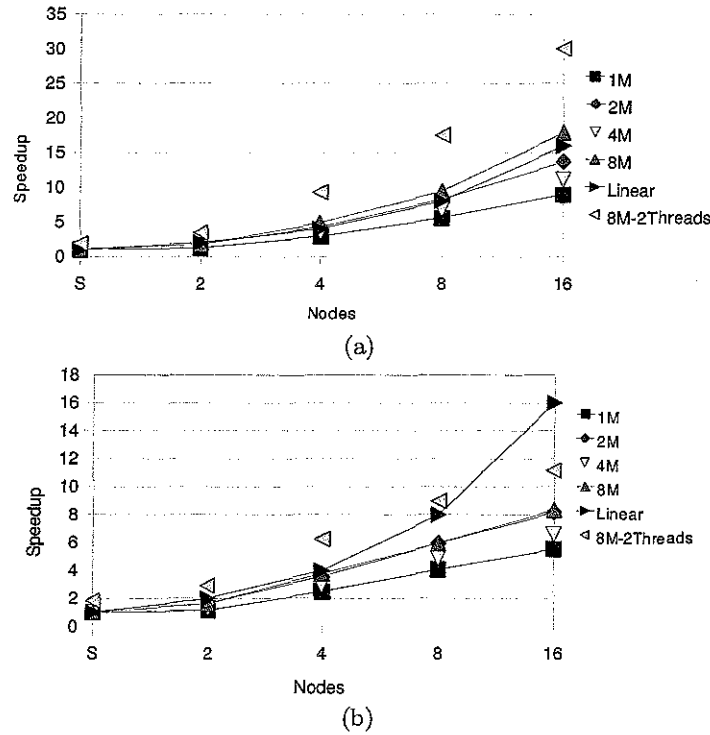 35
30
25
20
15
10
5
0
Speedup
S 2 4 8 16
Nodes
1M
2M
4M
8M
Linear
8M-2Threads
(a)
18
16
14
12
10
8
6
4
2
0
Speedup
S 2 4 8 16
Nodes
1M
2M
4M
8M
Linear
8M-2Threads
(b)